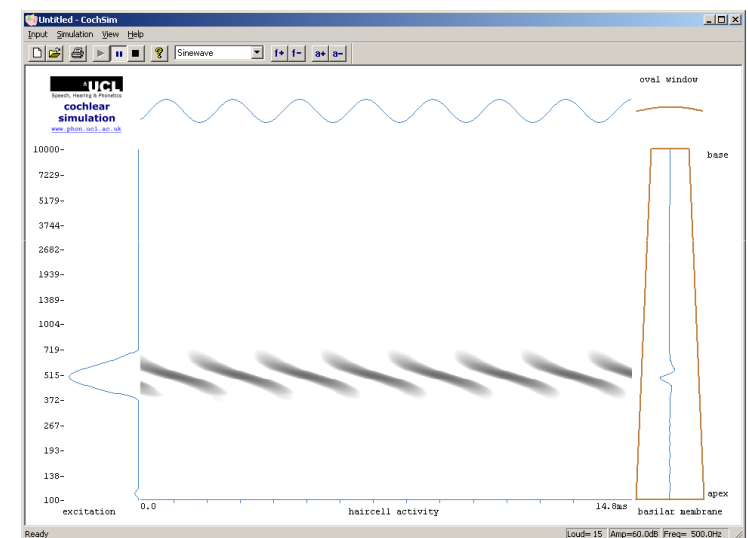 Untitled - CochSim
Input Simulation View Help
Sinewave f+ f- a+ a-
UCL
Speech, Hearing & Phonetics
cochlear
simulation
www.phon.ucl.ac.uk
oval window
10000-
base
7229-
5179-
3744-
2682-
1939-
1389-
1004-
719-
515-
372-
267-
193-
138-
100-
apex
0.0 14.8ms
excitation haircell activity basilar membrane
Ready Loud= 15 Amp=60.0dB Freq= 500.0Hz